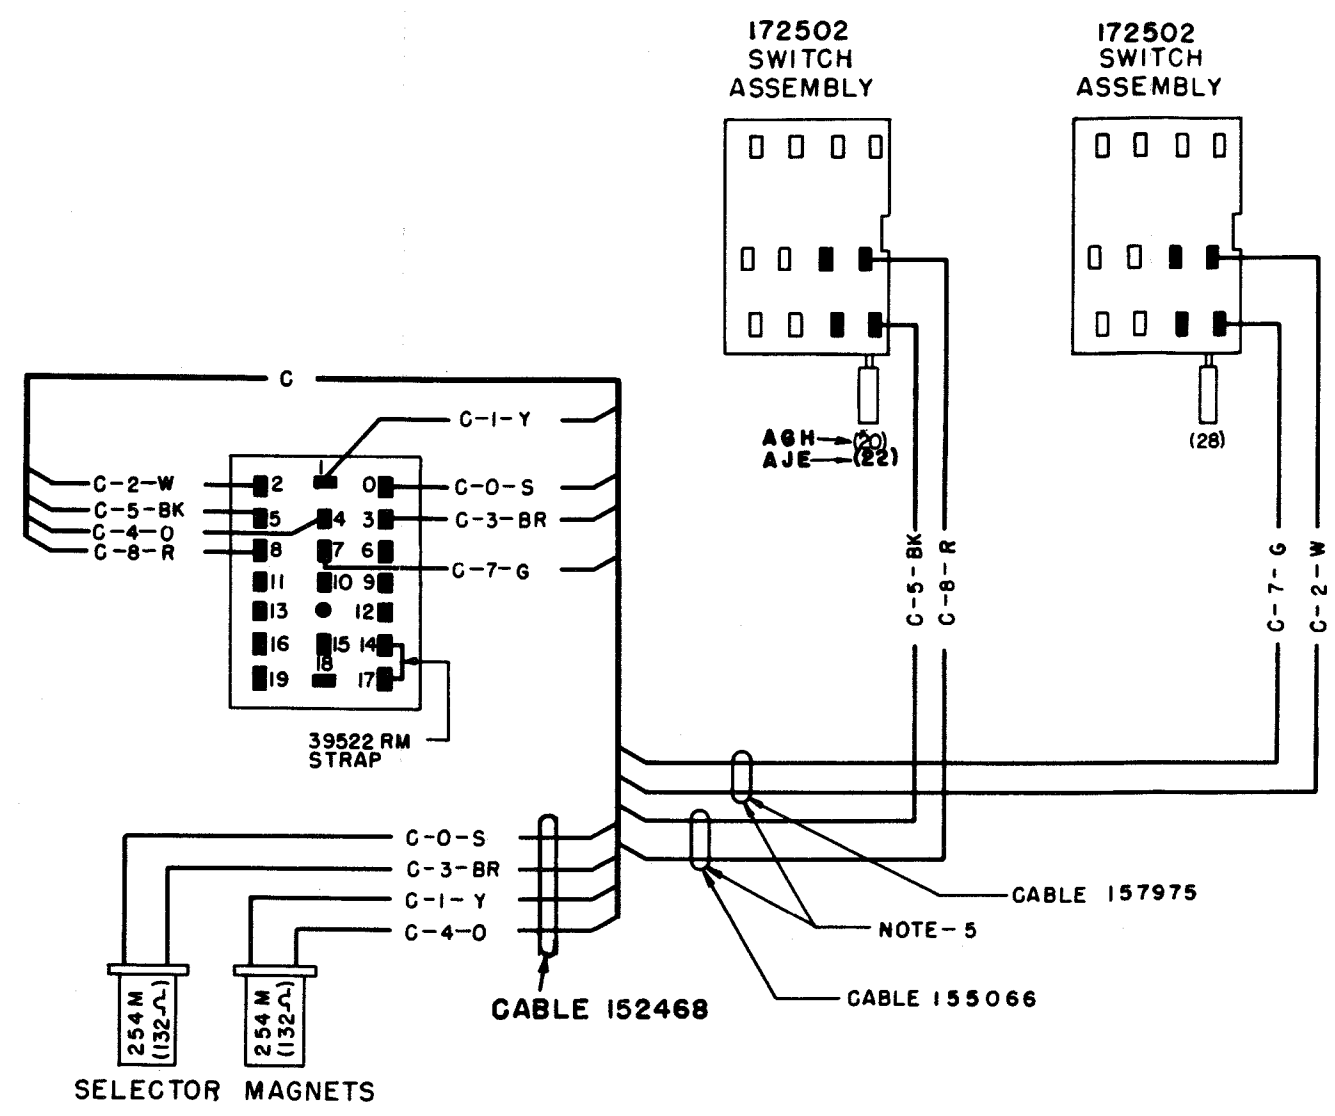 172502
SWITCH
ASSEMBLY
172502
SWITCH
ASSEMBLY
AGH (20)
AJE (22)
(28)
C
C-1-Y
C-2-W
C-5-BK
C-4-O
C-8-R
C-0-S
C-3-BR
C-7-G
2 1 0
5 4 3
8 7 6
11 10 9
13 12
16 15 14
19 18 17
39522 RM
STRAP
C-5-BK
C-8-R
C-7-G
C-2-W
C-0-S
C-3-BR
C-1-Y
C-4-O
CABLE 157975
NOTE-5
CABLE 155066
CABLE 152468
254M
(132Ω)
254M
(132Ω)
SELECTOR MAGNETS